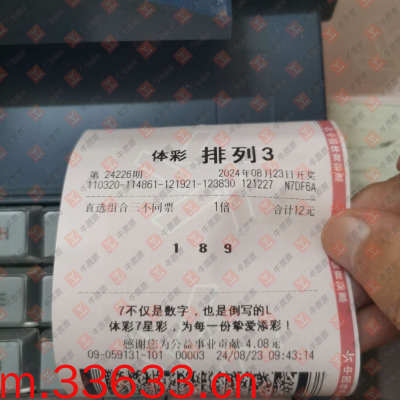 体彩 排列3
第 24226期 2024年08月23日开奖
110320-114861-121921-123830 121227 N7DF6A
直选组合三不同票 1倍 合计12元
1 8 9
7不仅是数字，也是倒写的L
体彩7星彩，为每一份挚爱添彩！
感谢您为公益事业贡献 4.08元
09-059131-101 00003 24/08/23 09:43:14
m.33633.cn